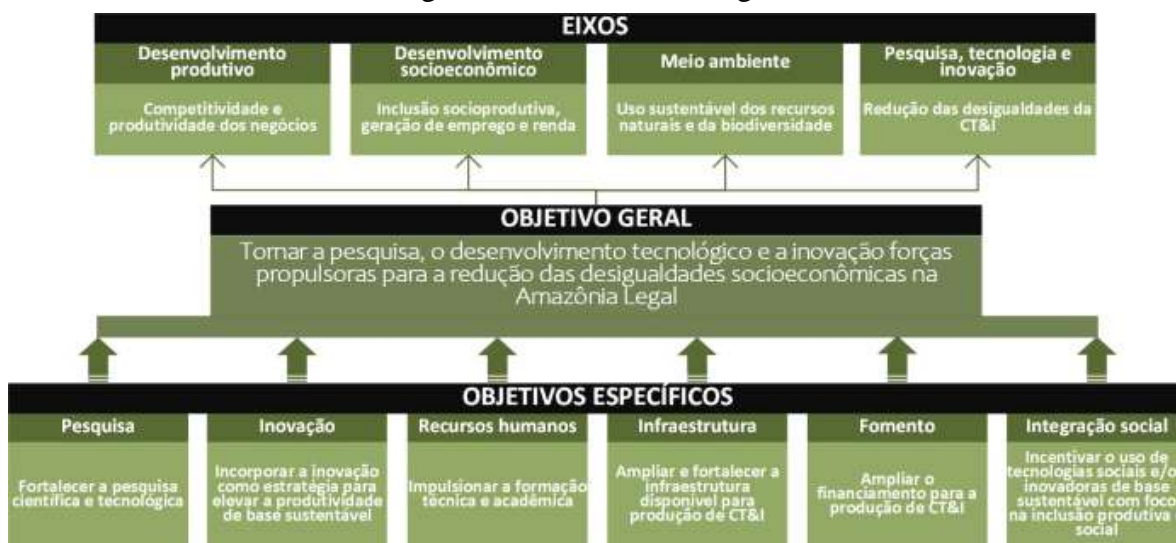 EIXOS
Desenvolvimento
produtivo
Competitividade e
produtividade dos negócios
Desenvolvimento
socioeconômico
Inclusão socioprodutiva,
geração de emprego e renda
Meio ambiente
Uso sustentável dos recursos
naturais e da biodiversidade
Pesquisa, tecnologia e
inovação
Redução das desigualdades da
CT&I
OBJETIVO GERAL
Tornar a pesquisa, o desenvolvimento tecnológico e a inovação forças
propulsoras para a redução das desigualdades socioeconômicas na
Amazônia Legal
OBJETIVOS ESPECÍFICOS
Pesquisa
Fortalecer a pesquisa
científica e tecnológica
Inovação
Incorporar a inovação
como estratégia para
elevar a produtividade
de base sustentável
Recursos humanos
Impulsionar a formação
técnica e acadêmica
Infraestrutura
Ampliar e fortalecer a
infraestrutura
disponível para
produção de CT&I
Fomento
Ampliar o
financiamento para a
produção de CT&I
Integração social
Incentivar o uso de
tecnologias sociais e/o
inovadoras de base
sustentável com foco
na inclusão produtiva
social